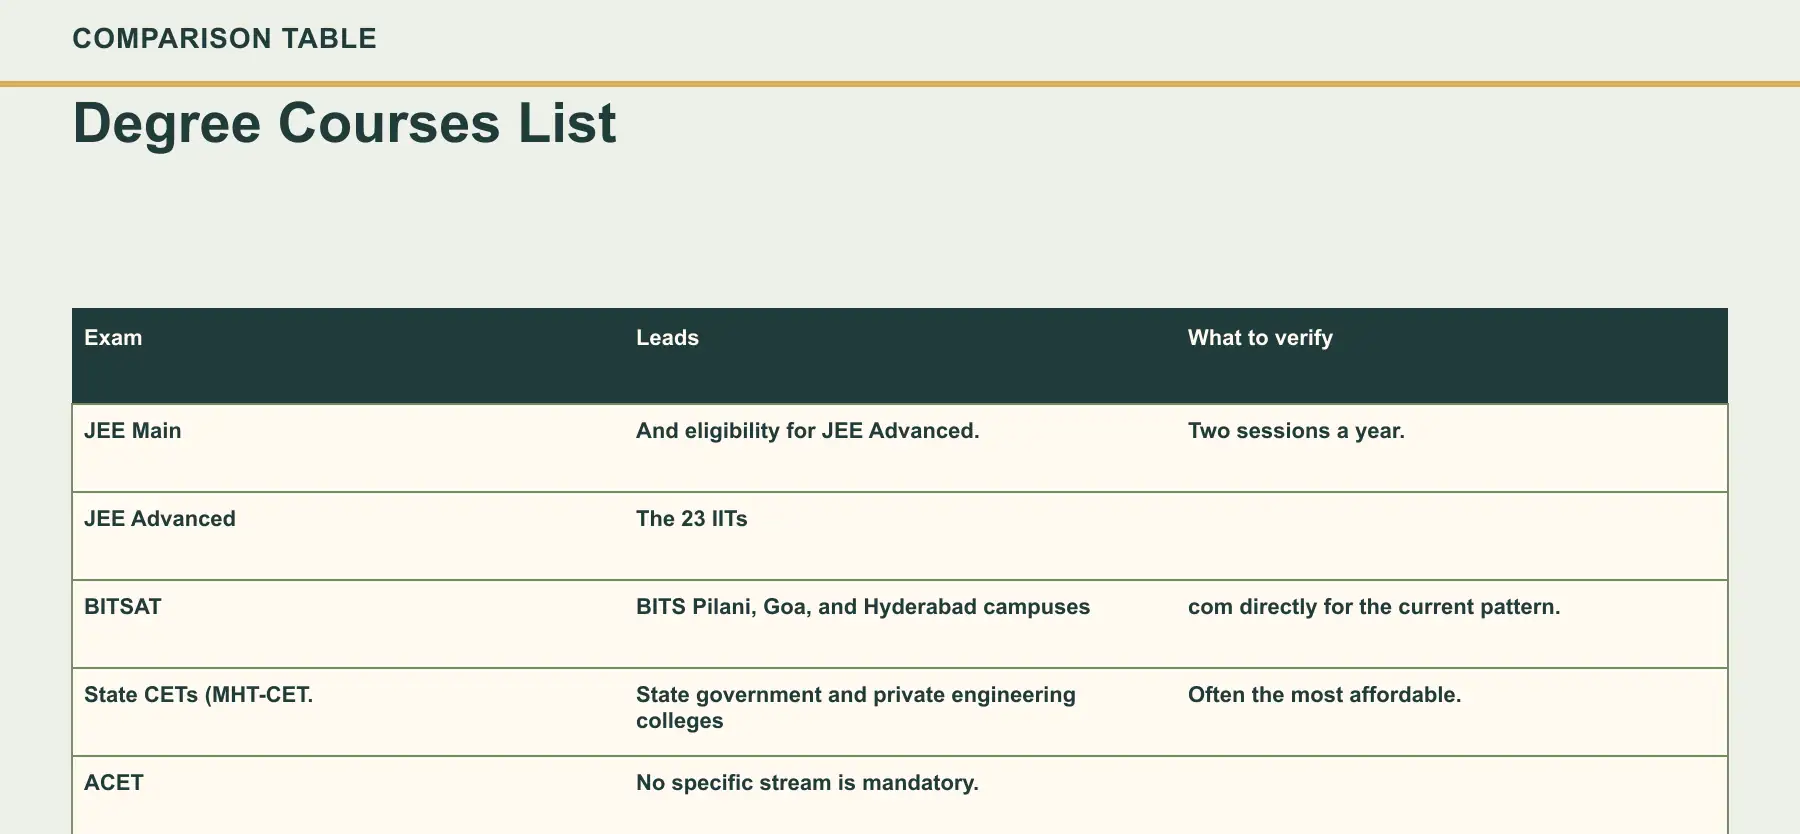 COMPARISON TABLE
Degree Courses List
Exam Leads What to verify
JEE Main And eligibility for JEE Advanced. Two sessions a year.
JEE Advanced The 23 IITs
BITSAT BITS Pilani, Goa, and Hyderabad campuses com directly for the current pattern.
State CETs (MHT-CET. State government and private engineering Often the most affordable.
colleges
ACET No specific stream is mandatory.